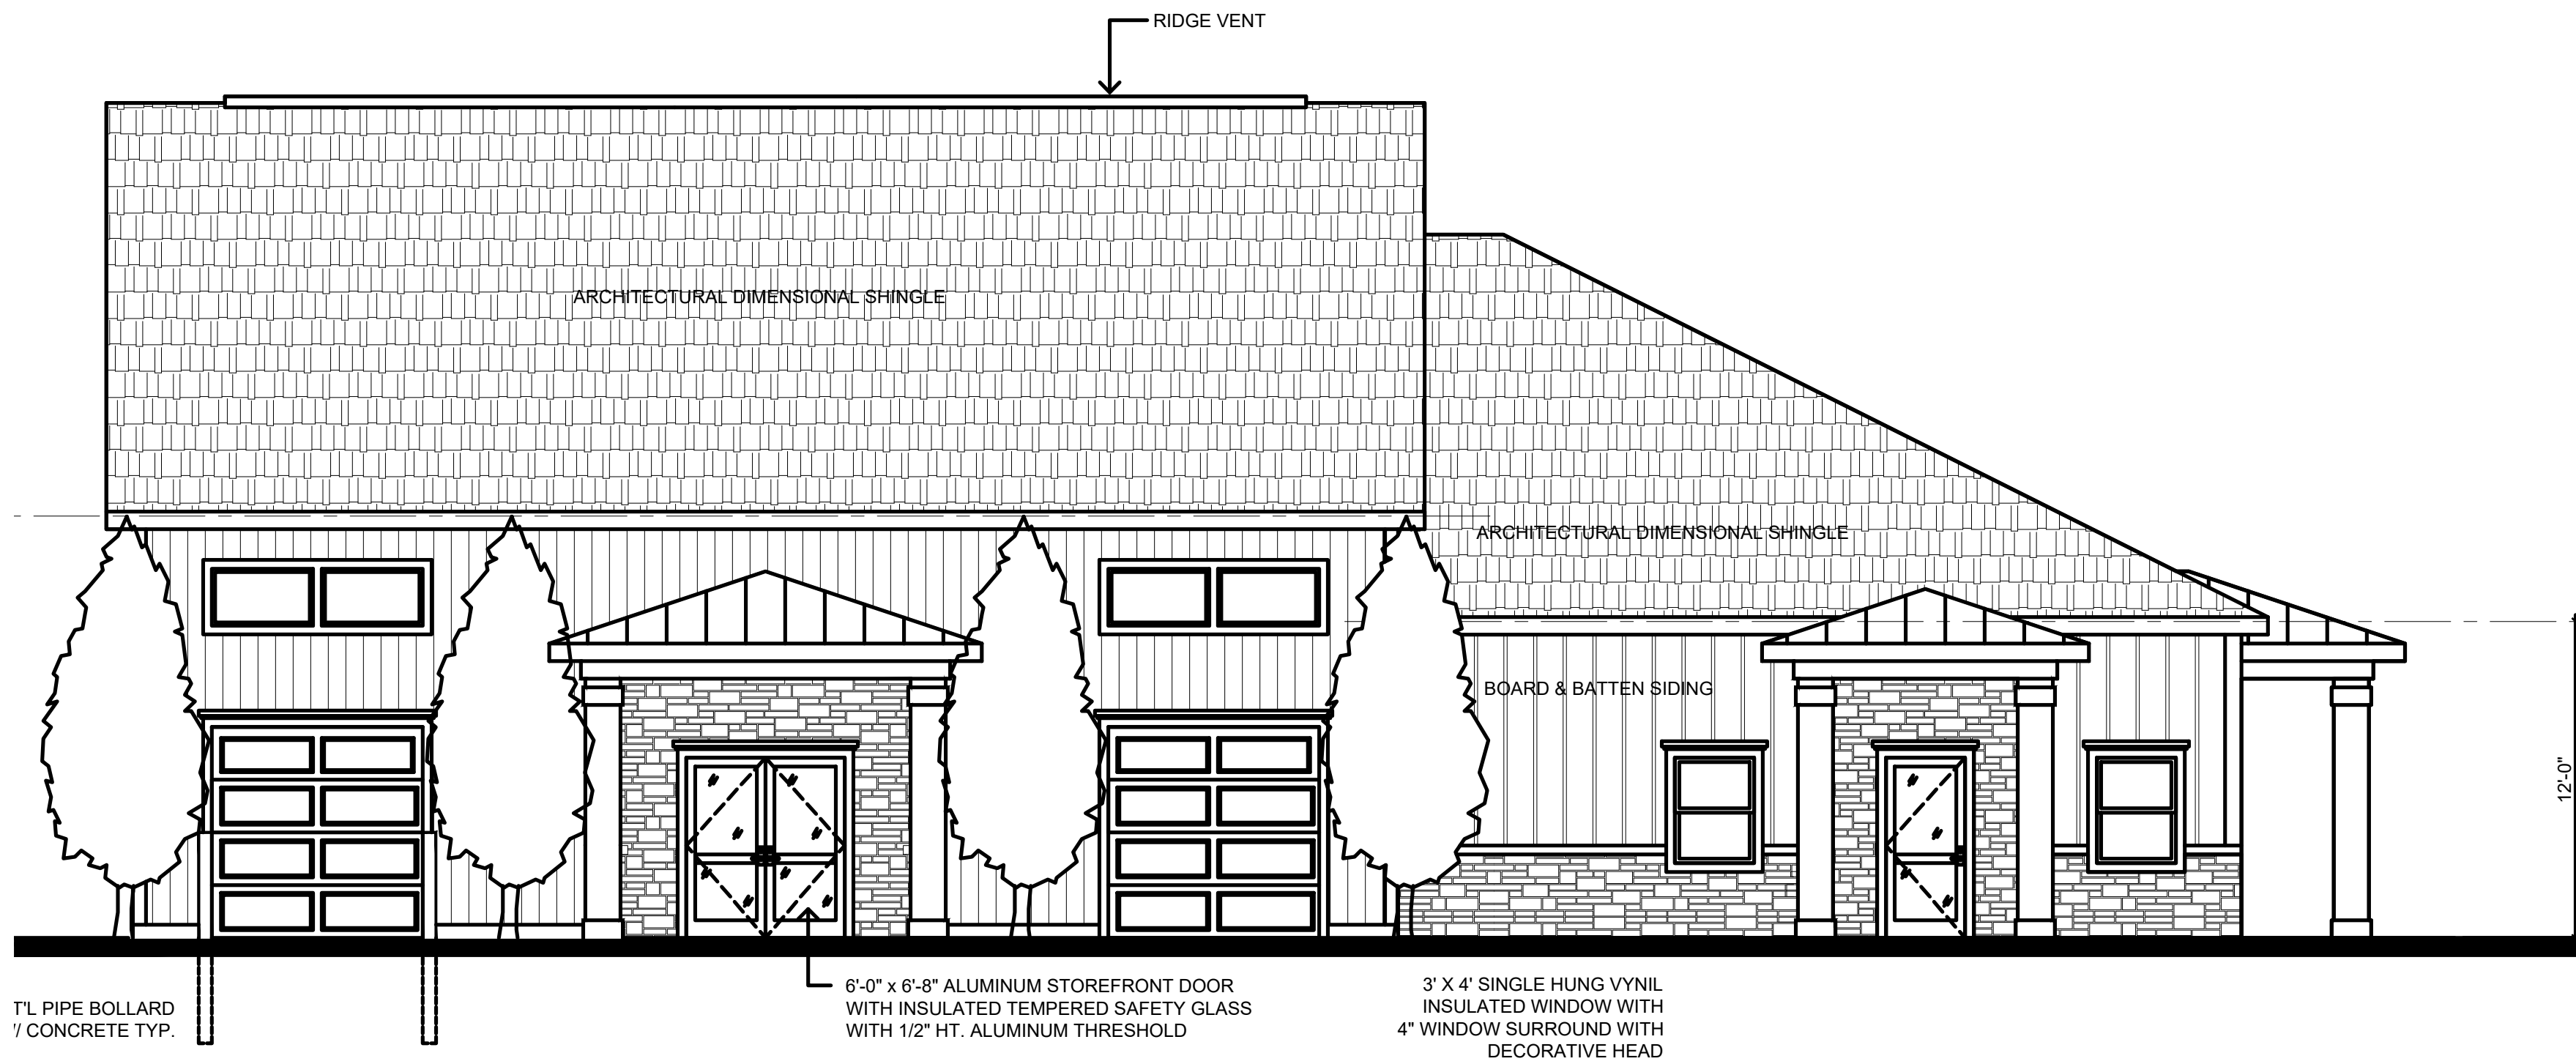 RIDGE VENT
ARCHITECTURAL DIMENSIONAL SHINGLE
ARCHITECTURAL DIMENSIONAL SHINGLE
BOARD & BATTEN SIDING
12'-0"
T'L PIPE BOLLARD
/ CONCRETE TYP.
6'-0" x 6'-8" ALUMINUM STOREFRONT DOOR
WITH INSULATED TEMPERED SAFETY GLASS
WITH 1/2" HT. ALUMINUM THRESHOLD
3' X 4' SINGLE HUNG VYNIL
INSULATED WINDOW WITH
4" WINDOW SURROUND WITH
DECORATIVE HEAD